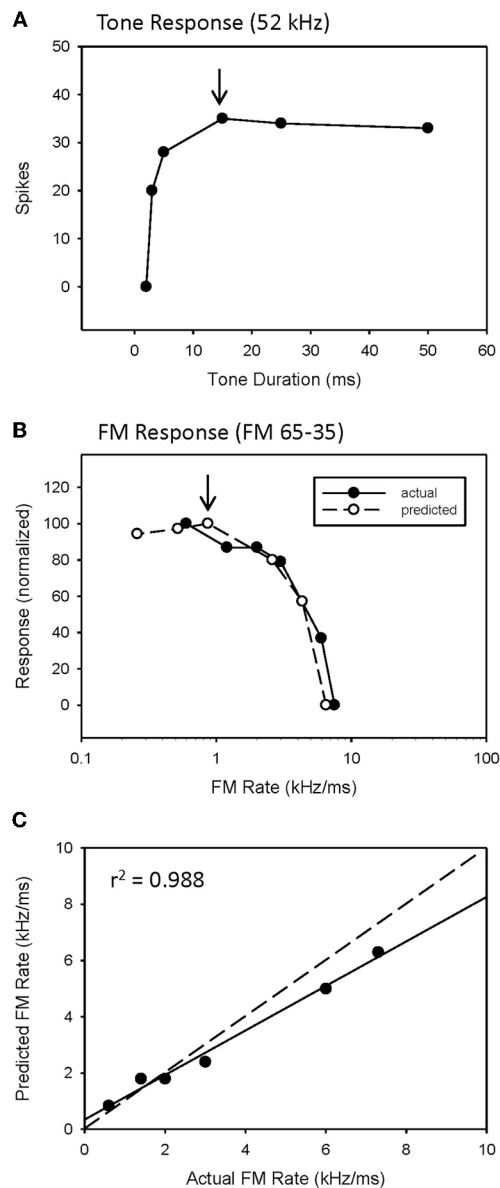 A
Tone Response (52 kHz)
50
40
30
20
10
0
Spikes
0 10 20 30 40 50 60
Tone Duration (ms)
B
FM Response (FM 65-35)
120
100
80
60
40
20
0
Response (normalized)
actual
predicted
0.1 1 10 100
FM Rate (kHz/ms)
C
10
8
6
4
2
0
Predicted FM Rate (kHz/ms)
r² = 0.988
0 2 4 6 8 10
Actual FM Rate (kHz/ms)